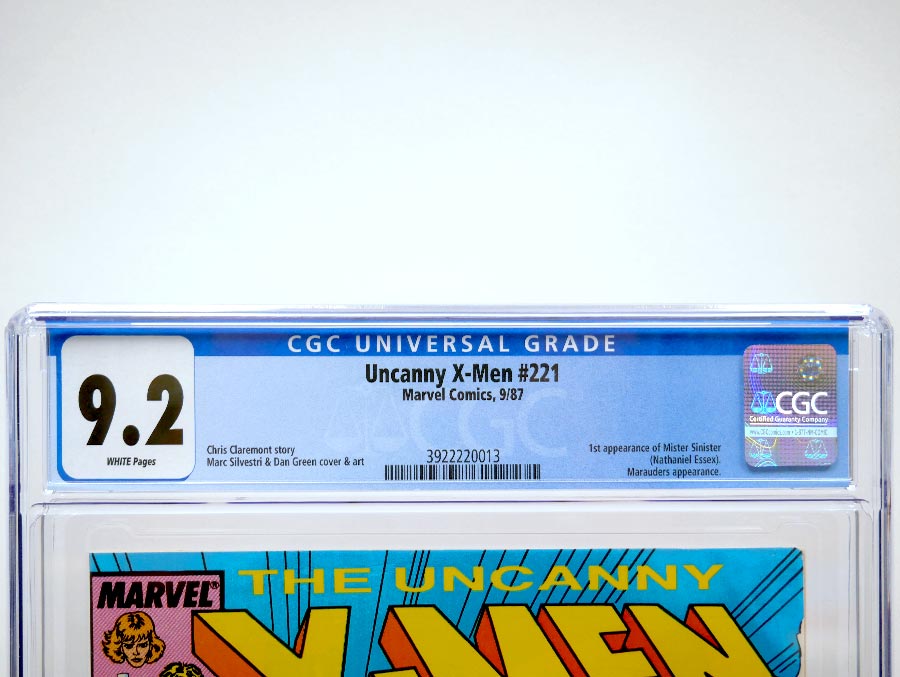 CGC UNIVERSAL GRADE
9.2
WHITE Pages
Uncanny X-Men #221
Marvel Comics, 9/87
Chris Claremont story
Marc Silvestri & Dan Green cover & art
3922220013
1st appearance of Mister Sinister
(Nathaniel Essex).
Marauders appearance.
CGC
Certified Guaranty Company
MARVEL®
THE UNCANNY
X-MEN